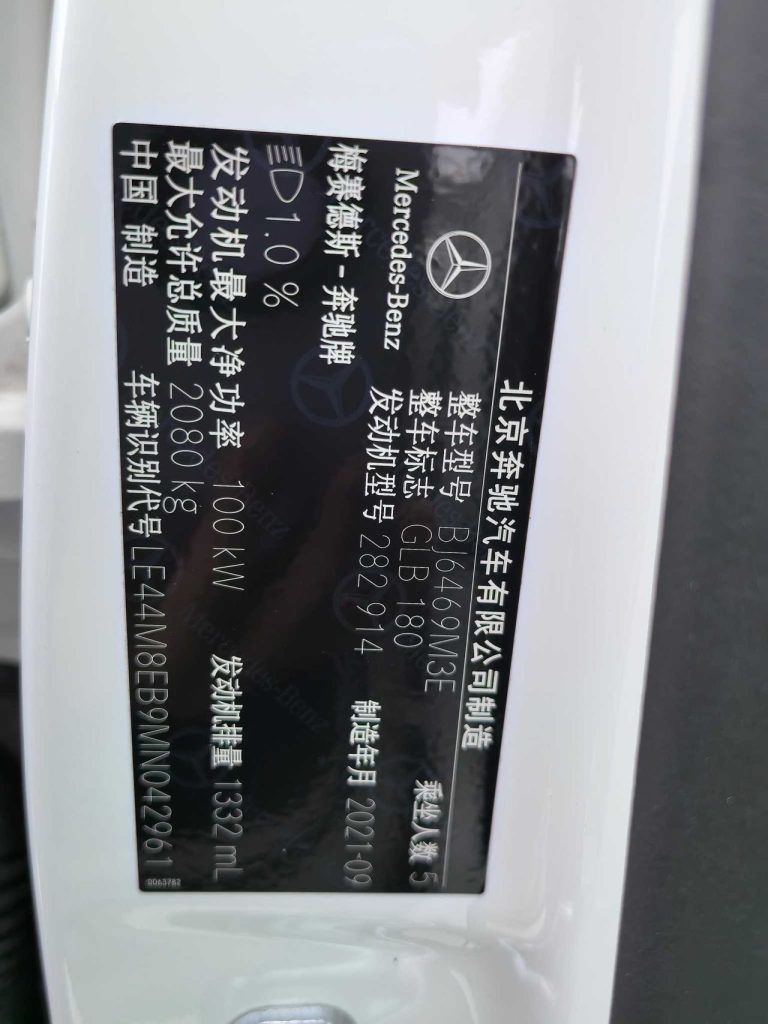 北京奔驰汽车有限公司制造
Mercedes-Benz
梅赛德斯-奔驰牌
整车型号 BJ6469M3E
整车标志 GLB 180 乘坐人数 5
发动机型号 282 914 制造年月 2021-09
1.0 %
发动机最大净功率 100 kW 发动机排量 1332 mL
最大允许总质量 2080 kg
中国 制造 车辆识别代号 LE44M8EB9MN042961
0063782